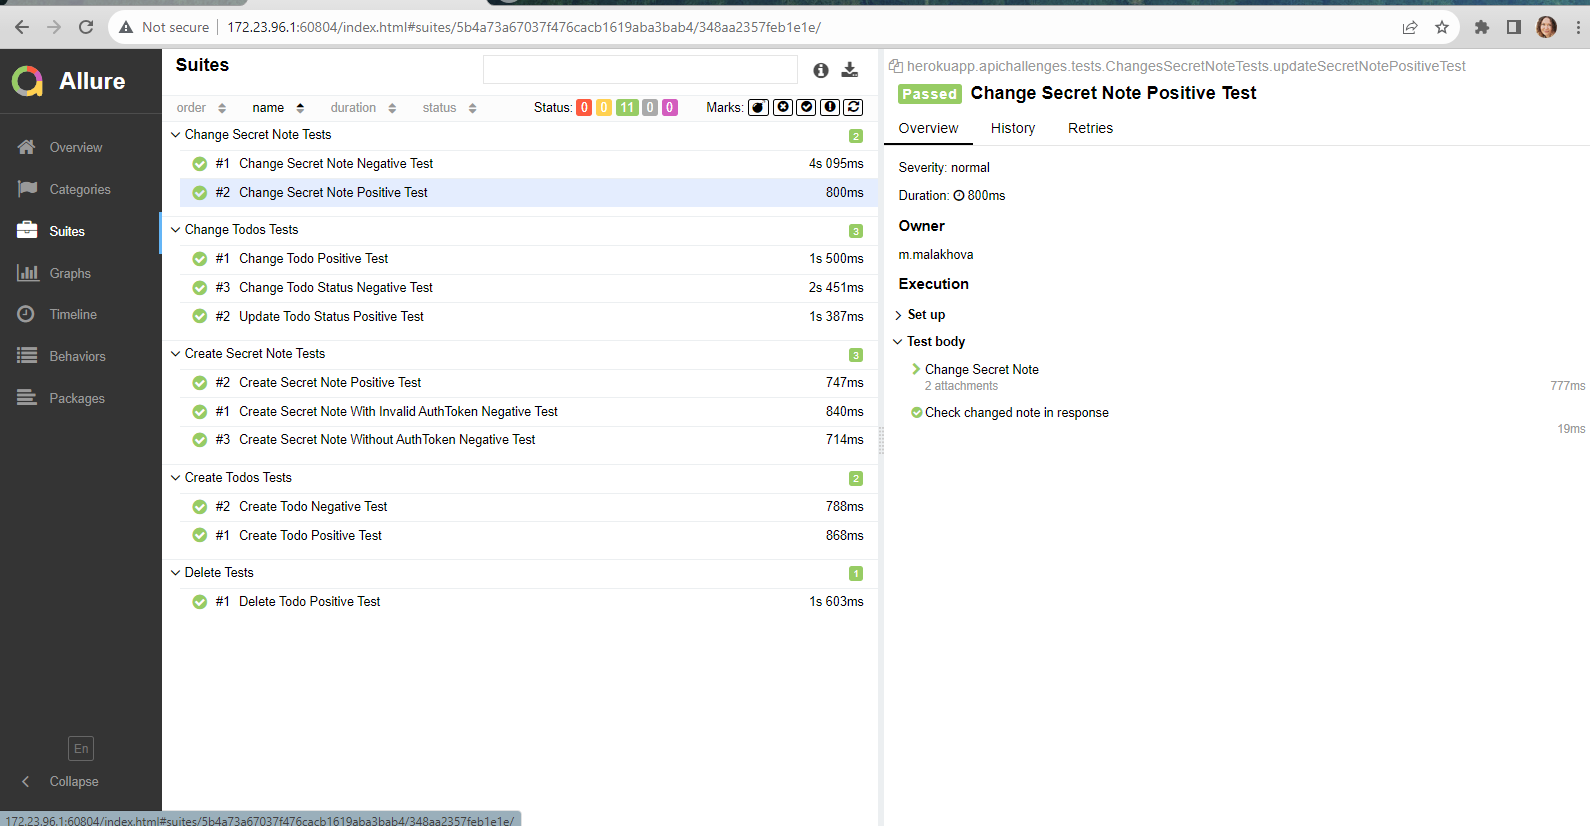 Not secure 172.23.96.1:60804/index.html#suites/5b4a73a67037f476cacb1619aba3bab4/348aa2357feb1e1e/
Allure
Overview
Categories
Suites
Graphs
Timeline
Behaviors
Packages
En
Collapse
Suites
order name duration status Status: 0 0 11 0 0 Marks:
Change Secret Note Tests 2
#1 Change Secret Note Negative Test 4s 095ms
#2 Change Secret Note Positive Test 800ms
Change Todos Tests 3
#1 Change Todo Positive Test 1s 500ms
#3 Change Todo Status Negative Test 2s 451ms
#2 Update Todo Status Positive Test 1s 387ms
Create Secret Note Tests 3
#2 Create Secret Note Positive Test 747ms
#1 Create Secret Note With Invalid AuthToken Negative Test 840ms
#3 Create Secret Note Without AuthToken Negative Test 714ms
Create Todos Tests 2
#2 Create Todo Negative Test 788ms
#1 Create Todo Positive Test 868ms
Delete Tests 1
#1 Delete Todo Positive Test 1s 603ms
herokuapp.apichallenges.tests.ChangesSecretNoteTests.updateSecretNotePositiveTest
Passed Change Secret Note Positive Test
Overview History Retries
Severity: normal
Duration: 800ms
Owner
m.malakhova
Execution
Set up
Test body
Change Secret Note
2 attachments 777ms
Check changed note in response
19ms
172.23.96.1:60804/index.html#suites/5b4a73a67037f476cacb1619aba3bab4/348aa2357feb1e1e/